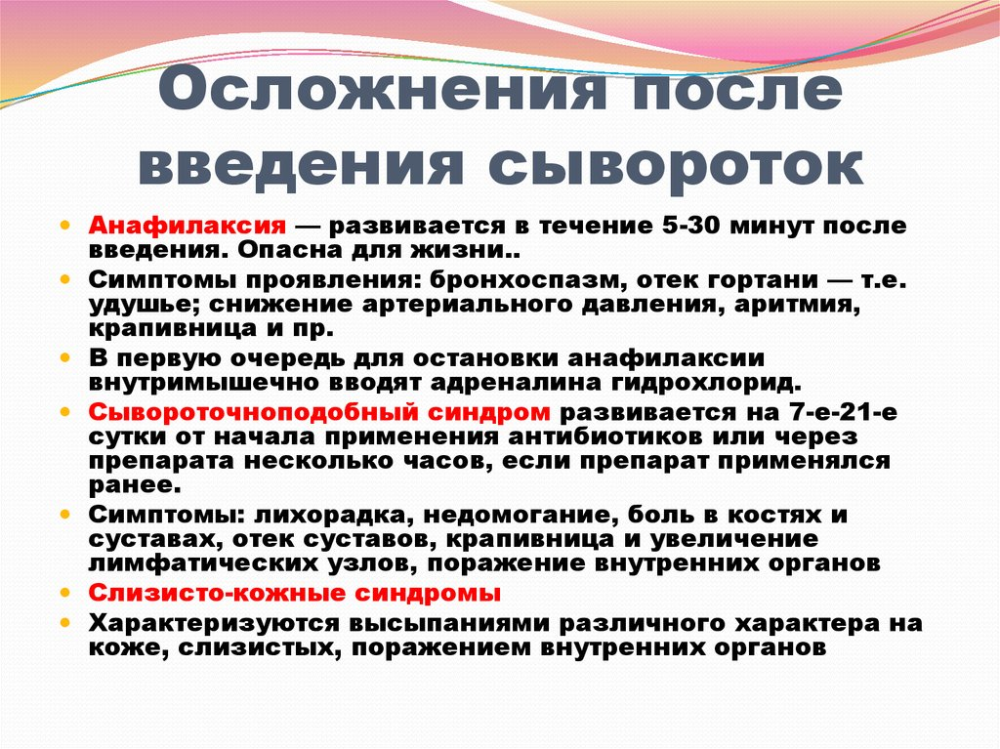 Осложнения после
введения сывороток
• Анафилаксия — развивается в течение 5-30 минут после
введения. Опасна для жизни..
• Симптомы проявления: бронхоспазм, отек гортани — т.е.
удушье; снижение артериального давления, аритмия,
крапивница и пр.
• В первую очередь для остановки анафилаксии
внутримышечно вводят адреналина гидрохлорид.
• Сывороточноподобный синдром развивается на 7-е-21-е
сутки от начала применения антибиотиков или через
препарата несколько часов, если препарат применялся
ранее.
• Симптомы: лихорадка, недомогание, боль в костях и
суставах, отек суставов, крапивница и увеличение
лимфатических узлов, поражение внутренних органов
• Слизисто-кожные синдромы
• Характеризуются высыпаниями различного характера на
коже, слизистых, поражением внутренних органов